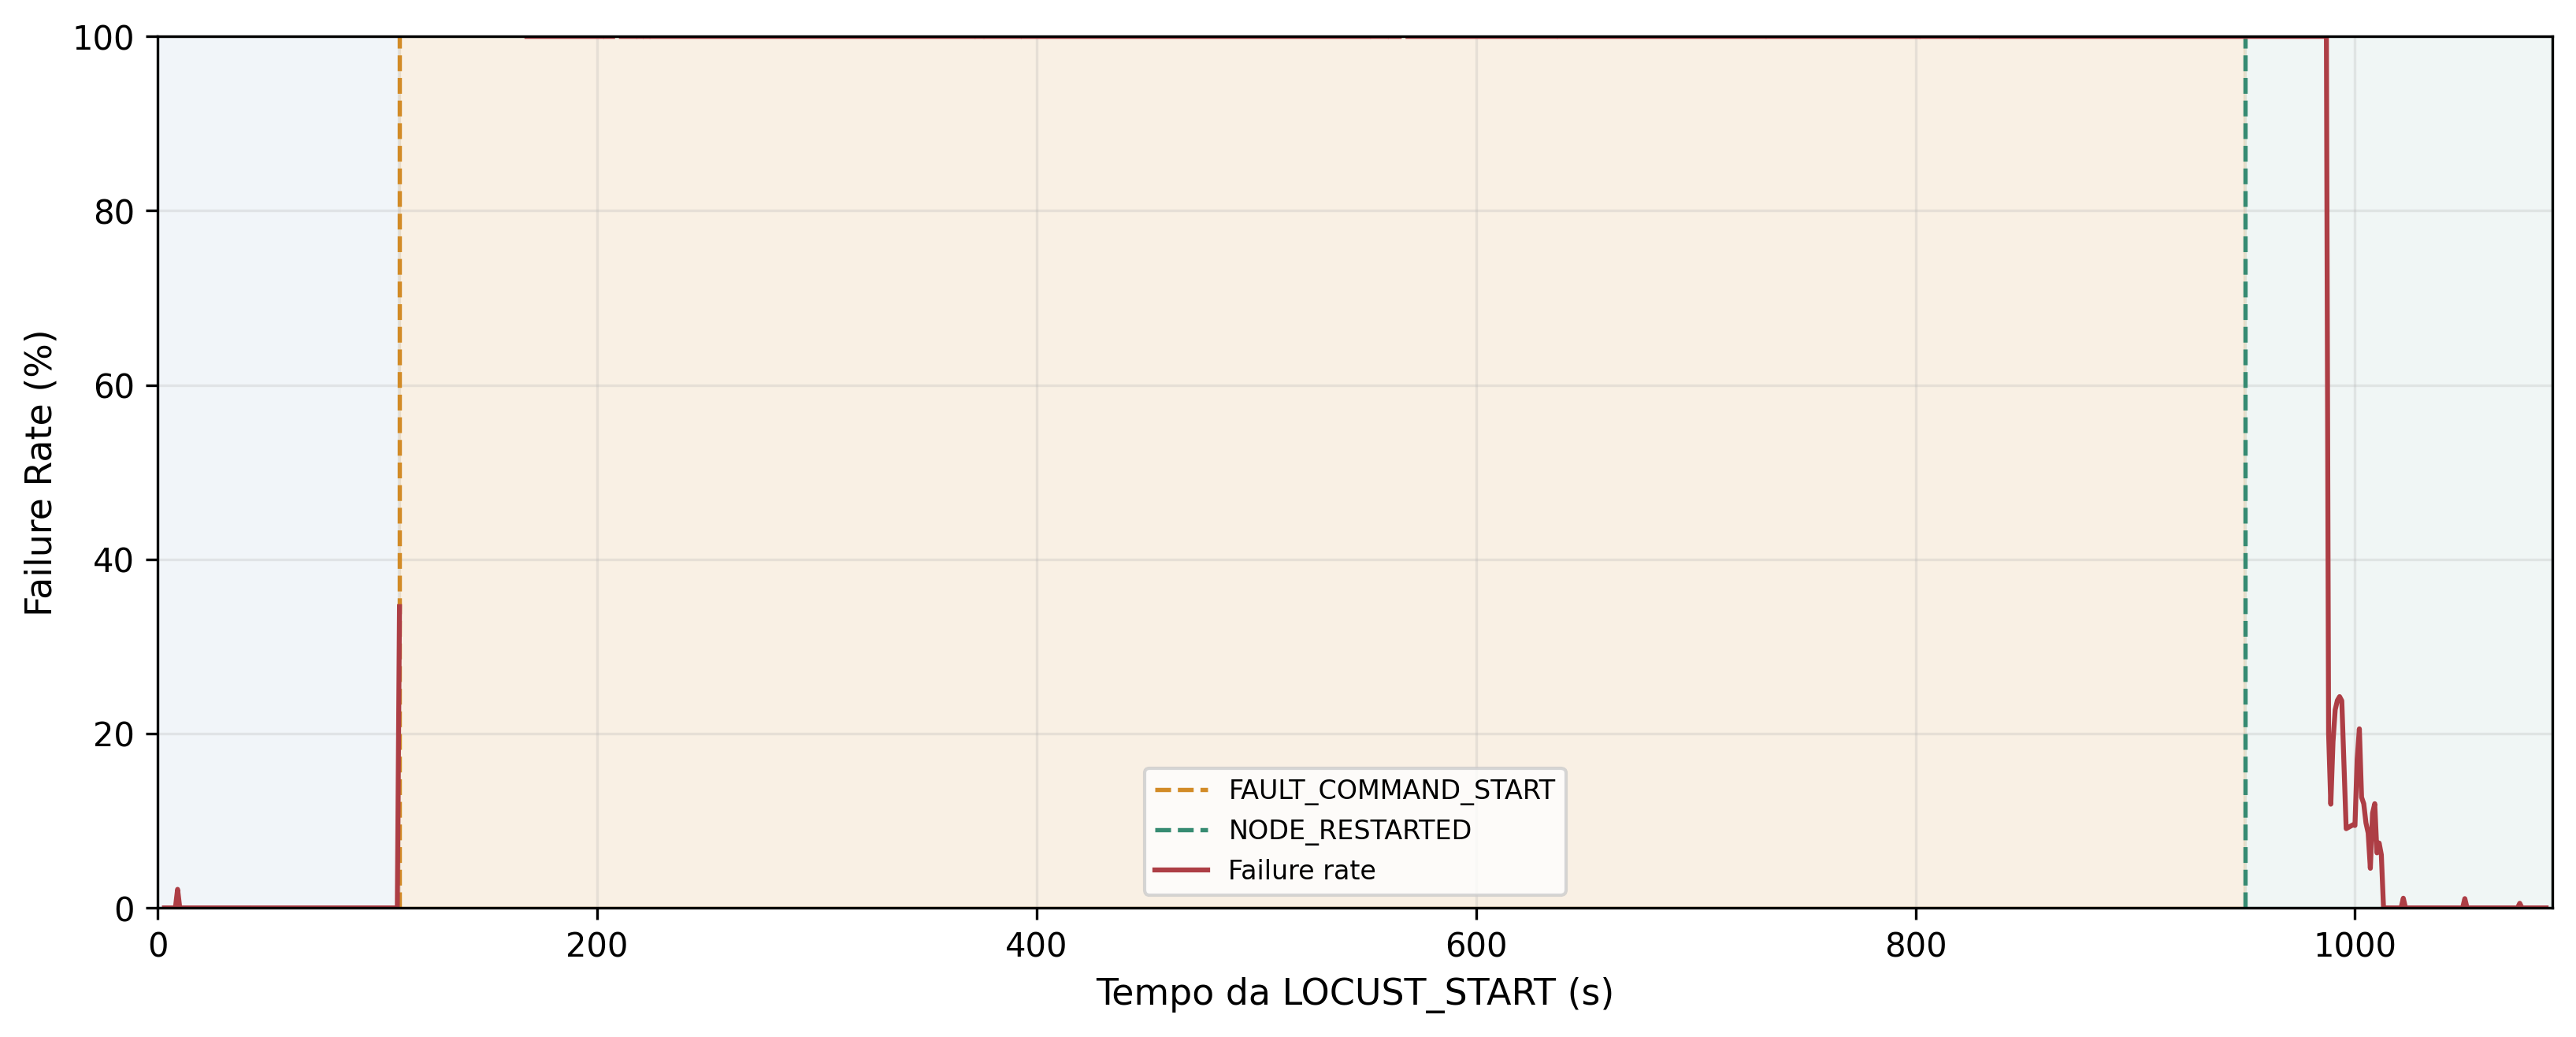 100
80
60
40
20
0
Failure Rate (%)
FAULT_COMMAND_START
NODE_RESTARTED
Failure rate
0 200 400 600 800 1000
Tempo da LOCUST_START (s)